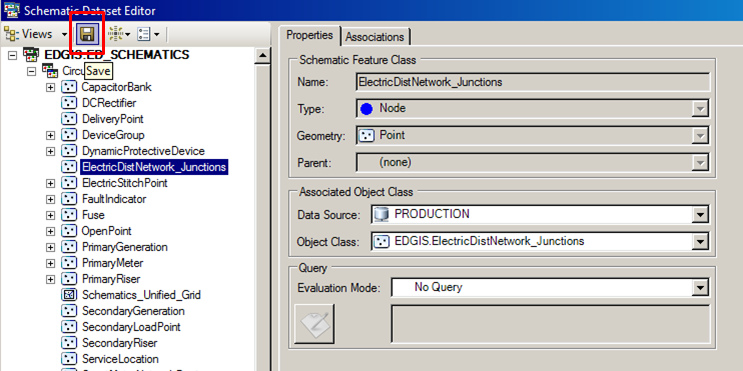 Schematic Dataset Editor
Views
EDGIS.ED_SCHEMATICS
Circu
Save
CapacitorBank
DCRectifier
DeliveryPoint
DeviceGroup
DynamicProtectiveDevice
ElectricDistNetwork_Junctions
ElectricStitchPoint
FaultIndicator
Fuse
OpenPoint
PrimaryGeneration
PrimaryMeter
PrimaryRiser
Schematics_Unified_Grid
SecondaryGeneration
SecondaryLoadPoint
SecondaryRiser
ServiceLocation
Properties
Associations
Schematic Feature Class
Name: ElectricDistNetwork_Junctions
Type: Node
Geometry: Point
Parent: (none)
Associated Object Class
Data Source: PRODUCTION
Object Class: EDGIS.ElectricDistNetwork_Junctions
Query
Evaluation Mode: No Query